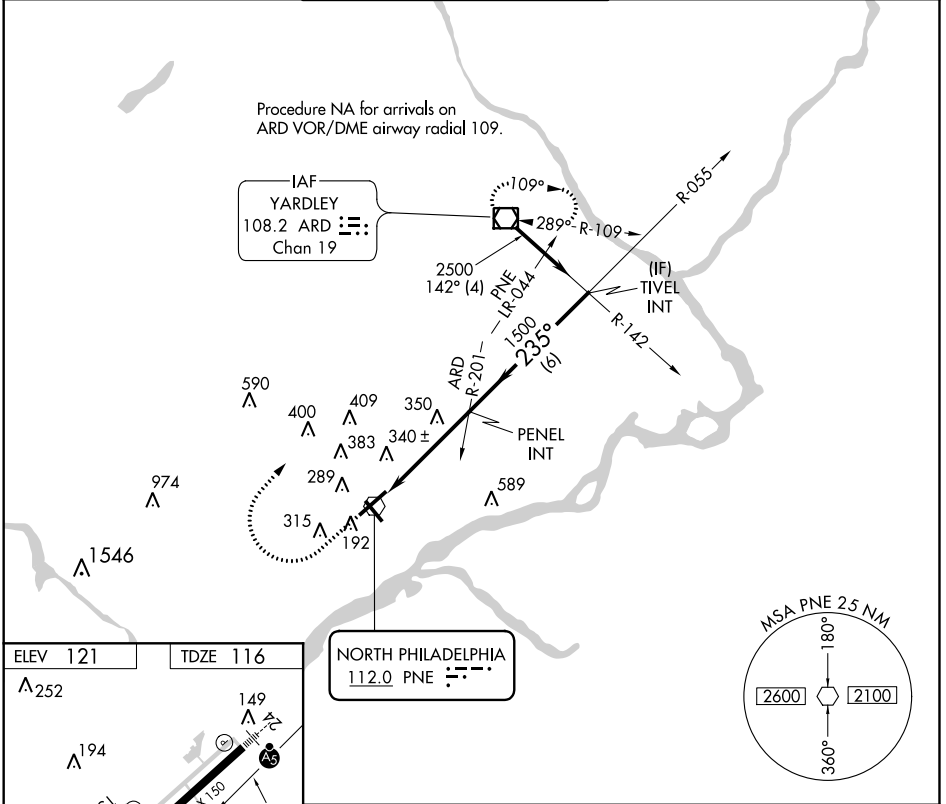 Procedure NA for arrivals on
ARD VOR/DME airway radial 109.
IAF
YARDLEY
108.2 ARD
Chan 19
109°
289°
R-109
R-055
2500
142° (4)
PNE
LR-044
(IF)
TIVEL
INT
R-142
1500
235°
(6)
ARD
R-201
PENEL
INT
590
400
409
350
383
340 ±
289
974
589
315
192
1546
NORTH PHILADELPHIA
112.0 PNE
MSA PNE 25 NM
180°
2600
2100
360°
ELEV 121
TDZE 116
252
149
24
P
A5
194
X 150